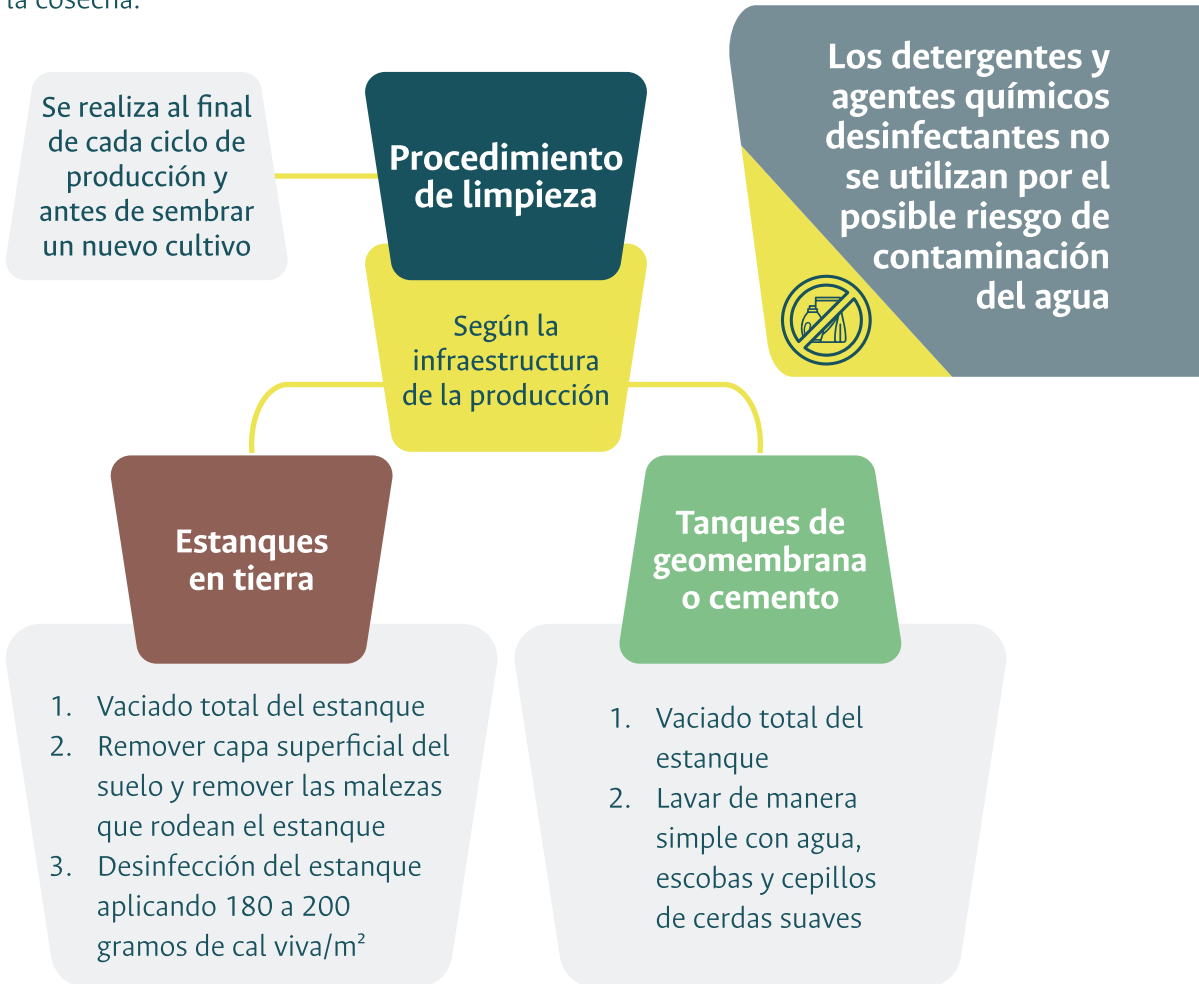 la cosecha.
Se realiza al final
de cada ciclo de
producción y
antes de sembrar
un nuevo cultivo
Procedimiento
de limpieza
Los detergentes y
agentes químicos
desinfectantes no
se utilizan por el
posible riesgo de
contaminación
del agua
Según la
infraestructura
de la producción
Estanques
en tierra
1. Vaciado total del estanque
2. Remover capa superficial del
suelo y remover las malezas
que rodean el estanque
3. Desinfección del estanque
aplicando 180 a 200
gramos de cal viva/m²
Tanques de
geomembrana
o cemento
1. Vaciado total del
estanque
2. Lavar de manera
simple con agua,
escobas y cepillos
de cerdas suaves